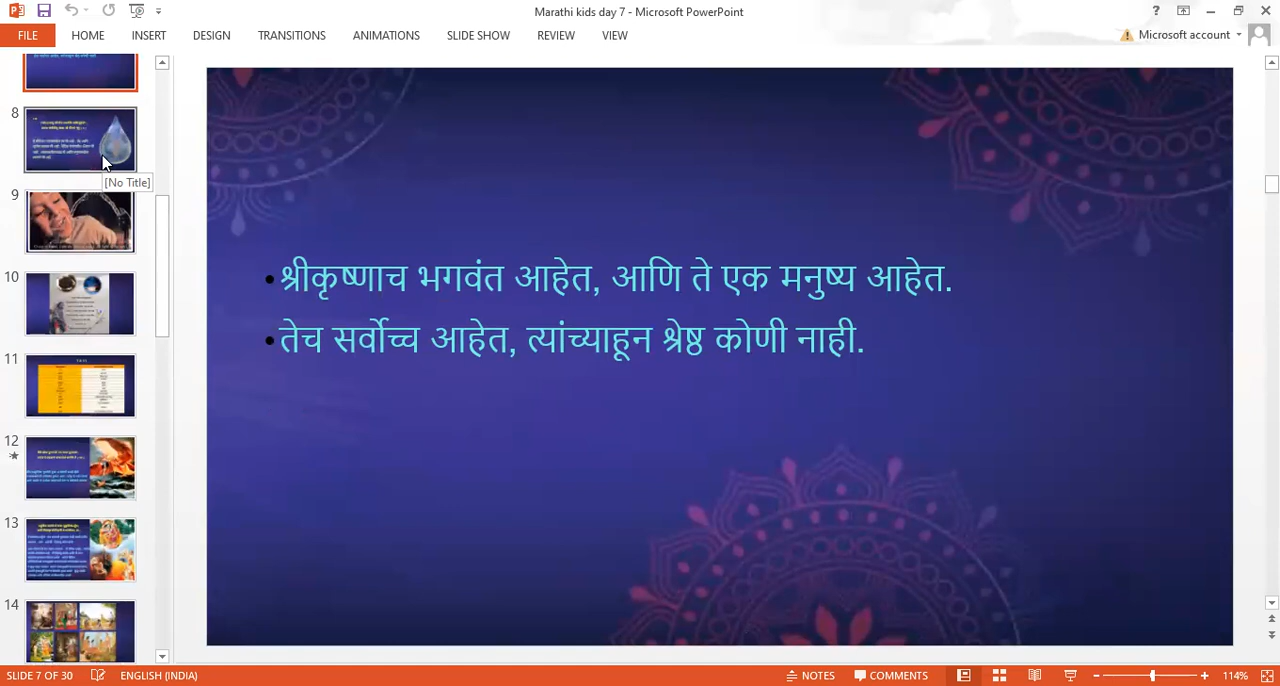 Marathi kids day 7 - Microsoft PowerPoint
?
FILE HOME INSERT DESIGN TRANSITIONS ANIMATIONS SLIDE SHOW REVIEW VIEW
Microsoft account
8
[No Title]
9
10
11
12
13
14
•श्रीकृष्णाच भगवंत आहेत, आणि ते एक मनुष्य आहेत.
•तेच सर्वोच्च आहेत, त्यांच्याहून श्रेष्ठ कोणी नाही.
SLIDE 7 OF 30 ENGLISH (INDIA) NOTES COMMENTS 114%